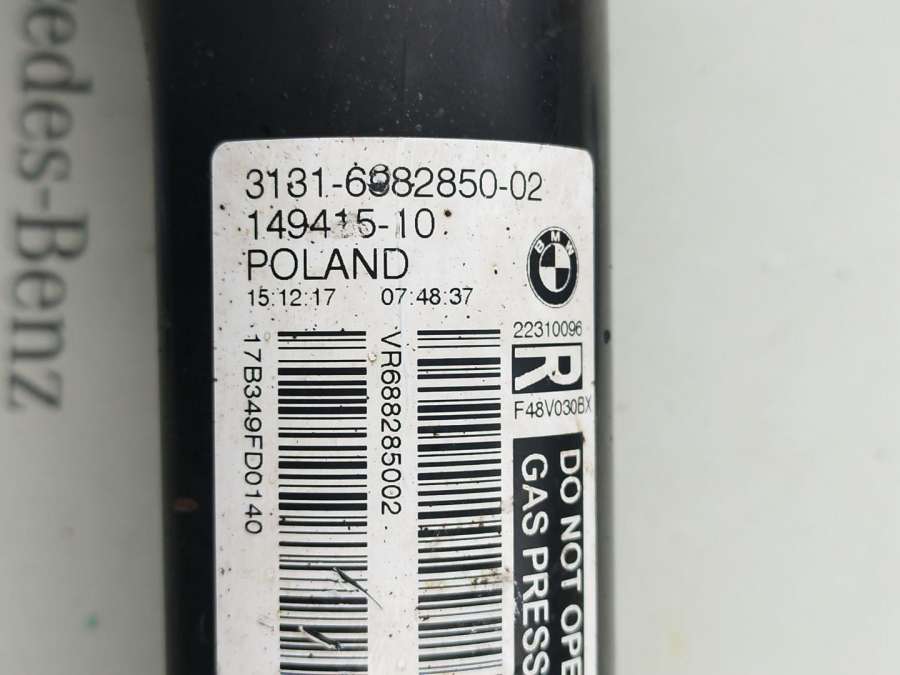 3131-6882850-02
149415-10
POLAND
15:12:17 07:48:37
BMW
22310096
R
F48V030BX
17B349FD0140
VR688285002
DO NOT OPE
GAS PRESS
edes-Benz